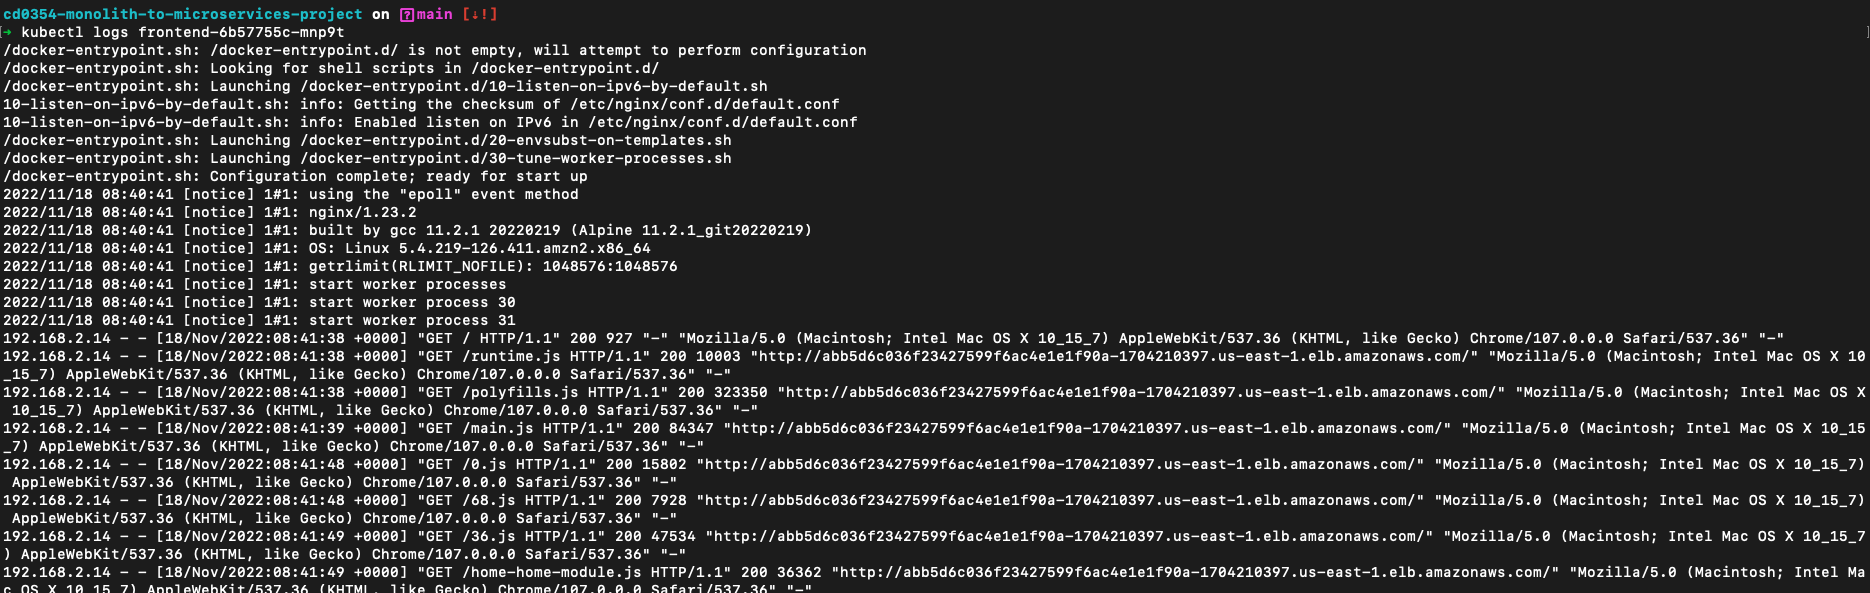 cd0354-monolith-to-microservices-project on main [↓!]
➜ kubectl logs frontend-6b57755c-mnp9t
/docker-entrypoint.sh: /docker-entrypoint.d/ is not empty, will attempt to perform configuration
/docker-entrypoint.sh: Looking for shell scripts in /docker-entrypoint.d/
/docker-entrypoint.sh: Launching /docker-entrypoint.d/10-listen-on-ipv6-by-default.sh
10-listen-on-ipv6-by-default.sh: info: Getting the checksum of /etc/nginx/conf.d/default.conf
10-listen-on-ipv6-by-default.sh: info: Enabled listen on IPv6 in /etc/nginx/conf.d/default.conf
/docker-entrypoint.sh: Launching /docker-entrypoint.d/20-envsubst-on-templates.sh
/docker-entrypoint.sh: Launching /docker-entrypoint.d/30-tune-worker-processes.sh
/docker-entrypoint.sh: Configuration complete; ready for start up
2022/11/18 08:40:41 [notice] 1#1: using the "epoll" event method
2022/11/18 08:40:41 [notice] 1#1: nginx/1.23.2
2022/11/18 08:40:41 [notice] 1#1: built by gcc 11.2.1 20220219 (Alpine 11.2.1_git20220219)
2022/11/18 08:40:41 [notice] 1#1: OS: Linux 5.4.219-126.411.amzn2.x86_64
2022/11/18 08:40:41 [notice] 1#1: getrlimit(RLIMIT_NOFILE): 1048576:1048576
2022/11/18 08:40:41 [notice] 1#1: start worker processes
2022/11/18 08:40:41 [notice] 1#1: start worker process 30
2022/11/18 08:40:41 [notice] 1#1: start worker process 31
192.168.2.14 - - [18/Nov/2022:08:41:38 +0000] "GET / HTTP/1.1" 200 927 "-" "Mozilla/5.0 (Macintosh; Intel Mac OS X 10_15_7) AppleWebKit/537.36 (KHTML, like Gecko) Chrome/107.0.0.0 Safari/537.36" "-"
192.168.2.14 - - [18/Nov/2022:08:41:38 +0000] "GET /runtime.js HTTP/1.1" 200 10003 "http://abb5d6c036f23427599f6ac4e1e1f90a-1704210397.us-east-1.elb.amazonaws.com/" "Mozilla/5.0 (Macintosh; Intel Mac OS X 10
_15_7) AppleWebKit/537.36 (KHTML, like Gecko) Chrome/107.0.0.0 Safari/537.36" "-"
192.168.2.14 - - [18/Nov/2022:08:41:38 +0000] "GET /polyfills.js HTTP/1.1" 200 323350 "http://abb5d6c036f23427599f6ac4e1e1f90a-1704210397.us-east-1.elb.amazonaws.com/" "Mozilla/5.0 (Macintosh; Intel Mac OS X
 10_15_7) AppleWebKit/537.36 (KHTML, like Gecko) Chrome/107.0.0.0 Safari/537.36" "-"
192.168.2.14 - - [18/Nov/2022:08:41:39 +0000] "GET /main.js HTTP/1.1" 200 84347 "http://abb5d6c036f23427599f6ac4e1e1f90a-1704210397.us-east-1.elb.amazonaws.com/" "Mozilla/5.0 (Macintosh; Intel Mac OS X 10_15
_7) AppleWebKit/537.36 (KHTML, like Gecko) Chrome/107.0.0.0 Safari/537.36" "-"
192.168.2.14 - - [18/Nov/2022:08:41:48 +0000] "GET /0.js HTTP/1.1" 200 15802 "http://abb5d6c036f23427599f6ac4e1e1f90a-1704210397.us-east-1.elb.amazonaws.com/" "Mozilla/5.0 (Macintosh; Intel Mac OS X 10_15_7)
 AppleWebKit/537.36 (KHTML, like Gecko) Chrome/107.0.0.0 Safari/537.36" "-"
192.168.2.14 - - [18/Nov/2022:08:41:48 +0000] "GET /68.js HTTP/1.1" 200 7928 "http://abb5d6c036f23427599f6ac4e1e1f90a-1704210397.us-east-1.elb.amazonaws.com/" "Mozilla/5.0 (Macintosh; Intel Mac OS X 10_15_7)
 AppleWebKit/537.36 (KHTML, like Gecko) Chrome/107.0.0.0 Safari/537.36" "-"
192.168.2.14 - - [18/Nov/2022:08:41:49 +0000] "GET /36.js HTTP/1.1" 200 47534 "http://abb5d6c036f23427599f6ac4e1e1f90a-1704210397.us-east-1.elb.amazonaws.com/" "Mozilla/5.0 (Macintosh; Intel Mac OS X 10_15_7
) AppleWebKit/537.36 (KHTML, like Gecko) Chrome/107.0.0.0 Safari/537.36" "-"
192.168.2.14 - - [18/Nov/2022:08:41:49 +0000] "GET /home-home-module.js HTTP/1.1" 200 36362 "http://abb5d6c036f23427599f6ac4e1e1f90a-1704210397.us-east-1.elb.amazonaws.com/" "Mozilla/5.0 (Macintosh; Intel Ma
c OS X 10_15_7) AppleWebKit/537.36 (KHTML, like Gecko) Chrome/107.0.0.0 Safari/537.36" "-"